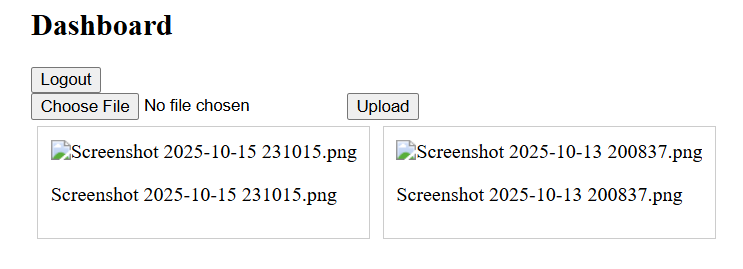 Dashboard
Logout
Choose File No file chosen Upload
Screenshot 2025-10-15 231015.png Screenshot 2025-10-13 200837.png
Screenshot 2025-10-15 231015.png Screenshot 2025-10-13 200837.png